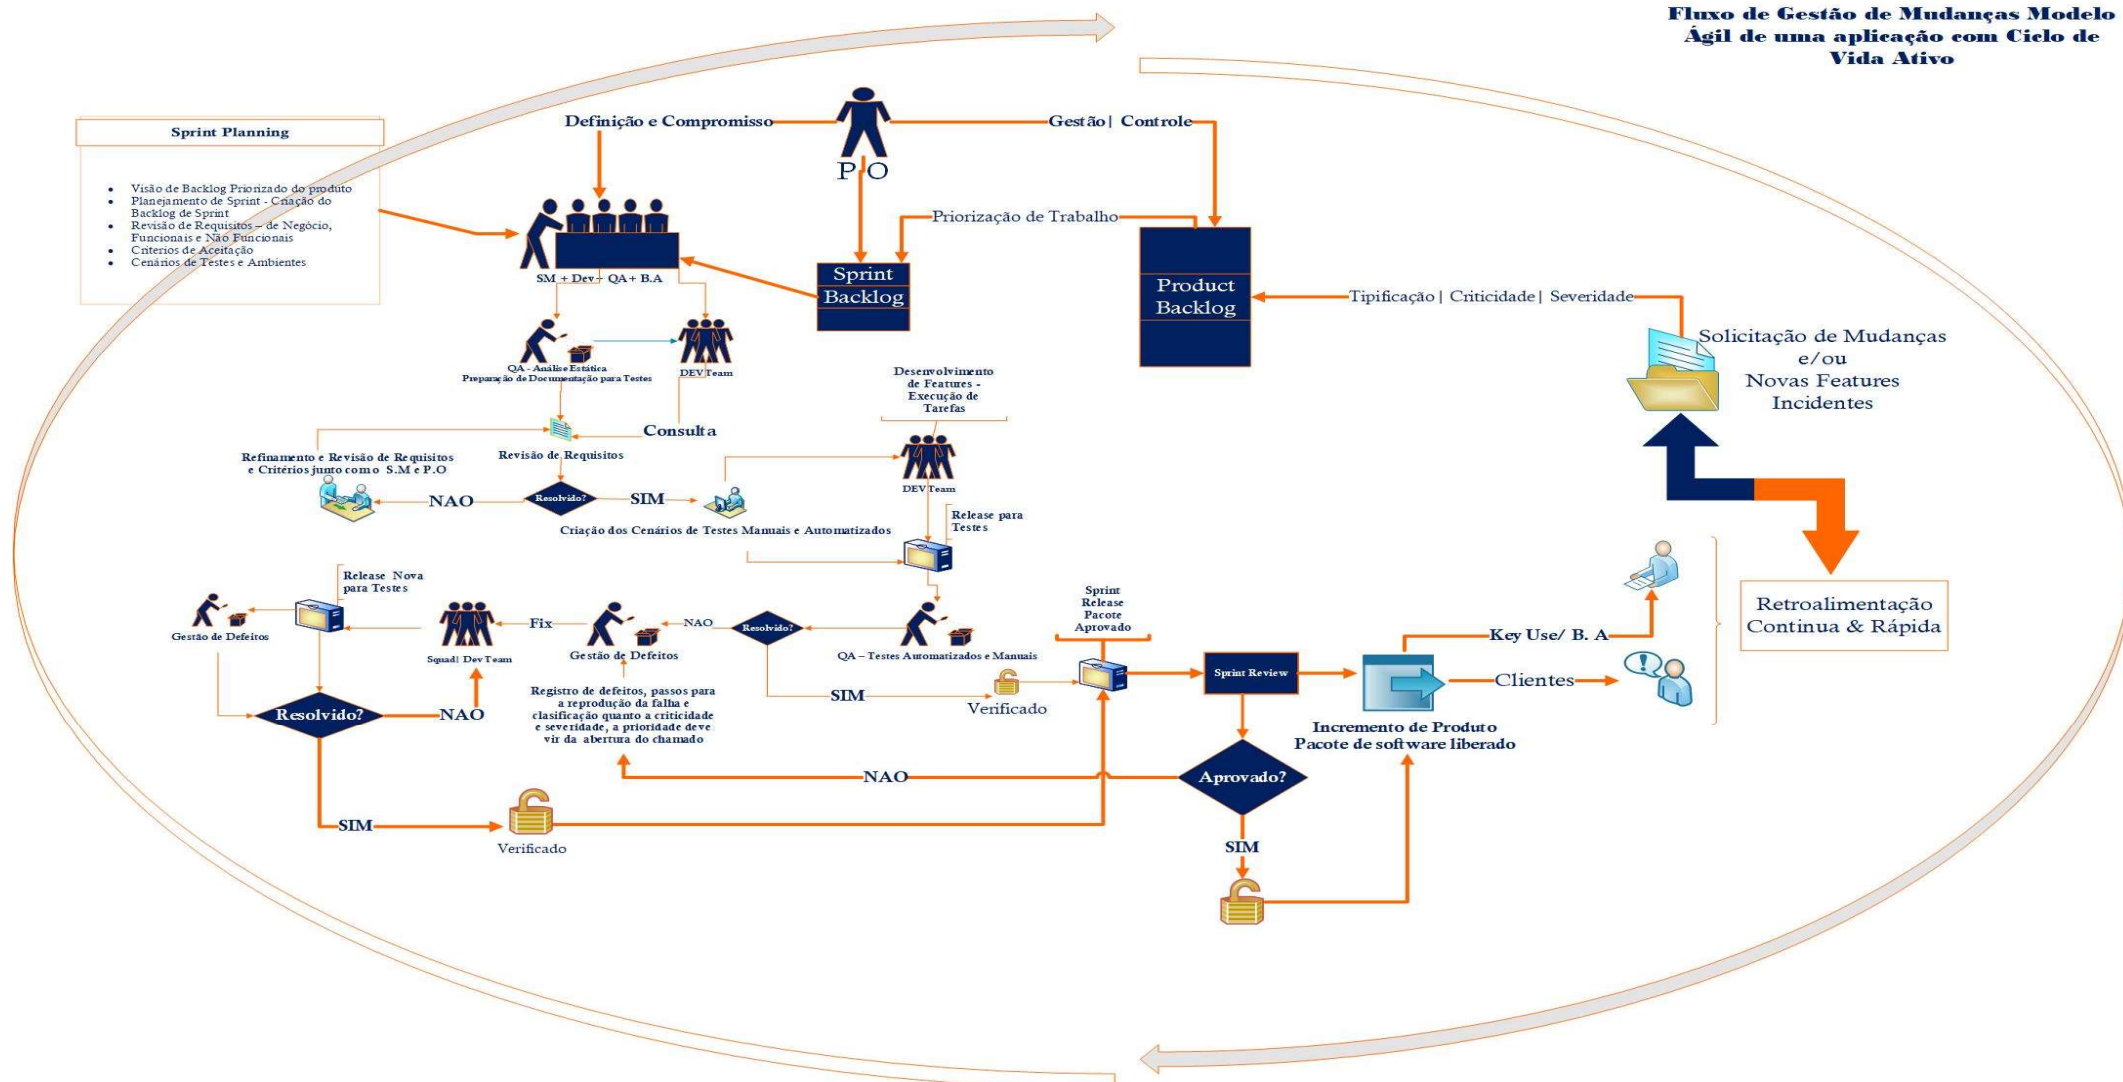 Fluxo de Gestão de Mudanças Modelo
Ágil de uma aplicação com Ciclo de
Vida Ativo
Sprint Planning
Visão de Backlog Priorizado do produto
Planejamento de Sprint - Criação do
Backlog de Sprint
Revisão de Requisitos – de Negócio,
Funcionais e Não Funcionais
Criterios de Aceitação
Cenários de Testes e Ambientes
Definição e Compromisso
P.O
Gestão| Controle
Priorização de Trabalho
SM + Dev+ QA+ B.A
Sprint
Backlog
Product
Backlog
Tipificação| Criticidade| Severidade
Solicitação de Mudanças
e/ou
Novas Features
Incidentes
QA - Análise Estática
Preparação de Documentação para Testes
DEV Team
Desenvolvimento
de Features -
Execução de
Tarefas
Consulta
Refinamento e Revisão de Requisitos
e Critérios junto com o S.M e P.O
Revisão de Requisitos
NAO
Resolvido?
SIM
DEV Team
Criação dos Cenários de Testes Manuais e Automatizados
Release para
Testes
Release Nova
para Testes
Gestão de Defeitos
Squad| Dev Team
Fix
Gestão de Defeitos
NAO
Resolvido?
QA – Testes Automatizados e Manuais
Sprint
Release
Pacote
Aprovado
Key Use/ B. A
Retroalimentação
Continua & Rápida
Sprint Review
Clientes
Registro de defeitos, passos para
a reprodução da falha e
clasificação quanto a criticidade
e severidade, a prioridade deve
vir da abertura do chamado
SIM
Verificado
Resolvido?
NAO
Incremento de Produto
Pacote de software liberado
NAO
Aprovado?
SIM
Verificado
SIM